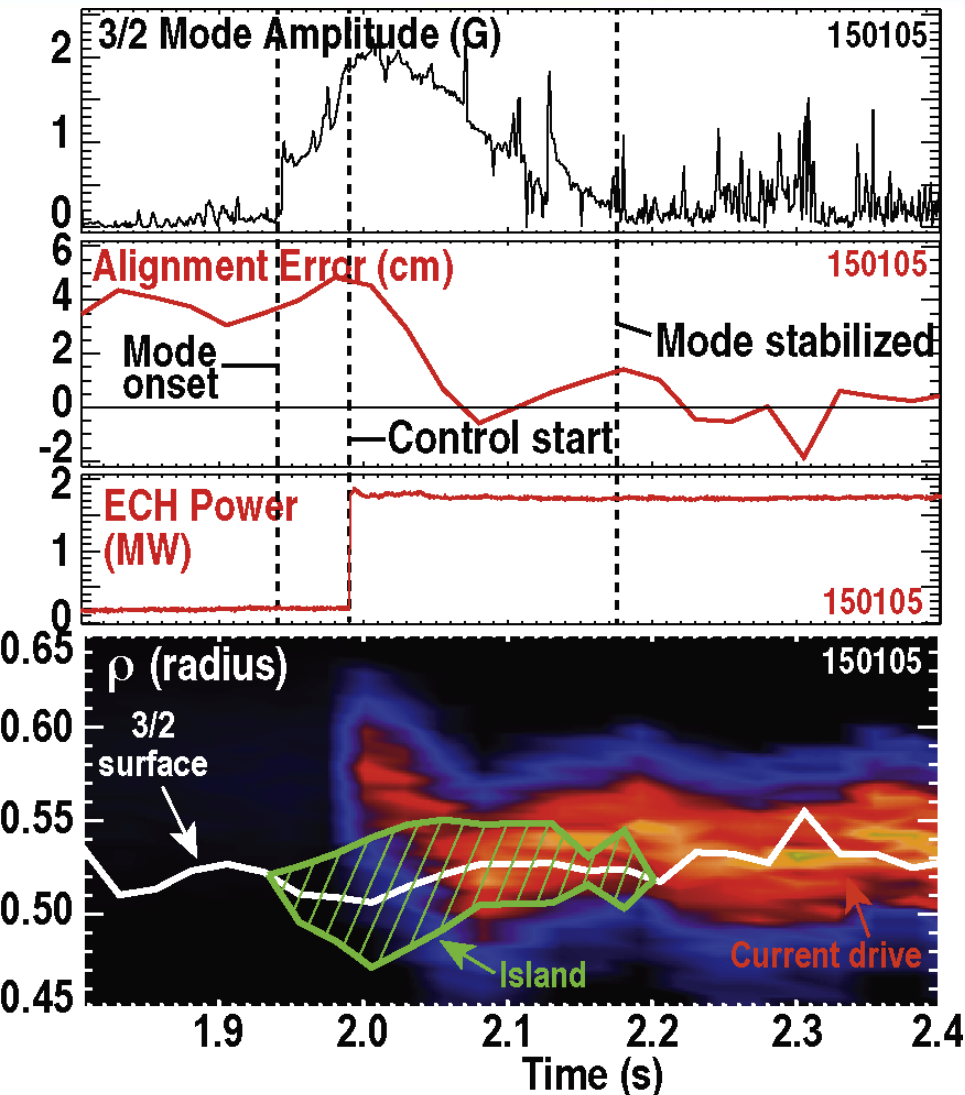 3/2 Mode Amplitude (G)
150105
2
1
0
6
Alignment Error (cm)
150105
4
2
0
-2
Mode
onset
Mode stabilized
Control start
2
ECH Power
(MW)
1
0
150105
0.65
ρ (radius)
150105
0.60
3/2
surface
0.55
0.50
0.45
Island
Current drive
1.9 2.0 2.1 2.2 2.3 2.4
Time (s)